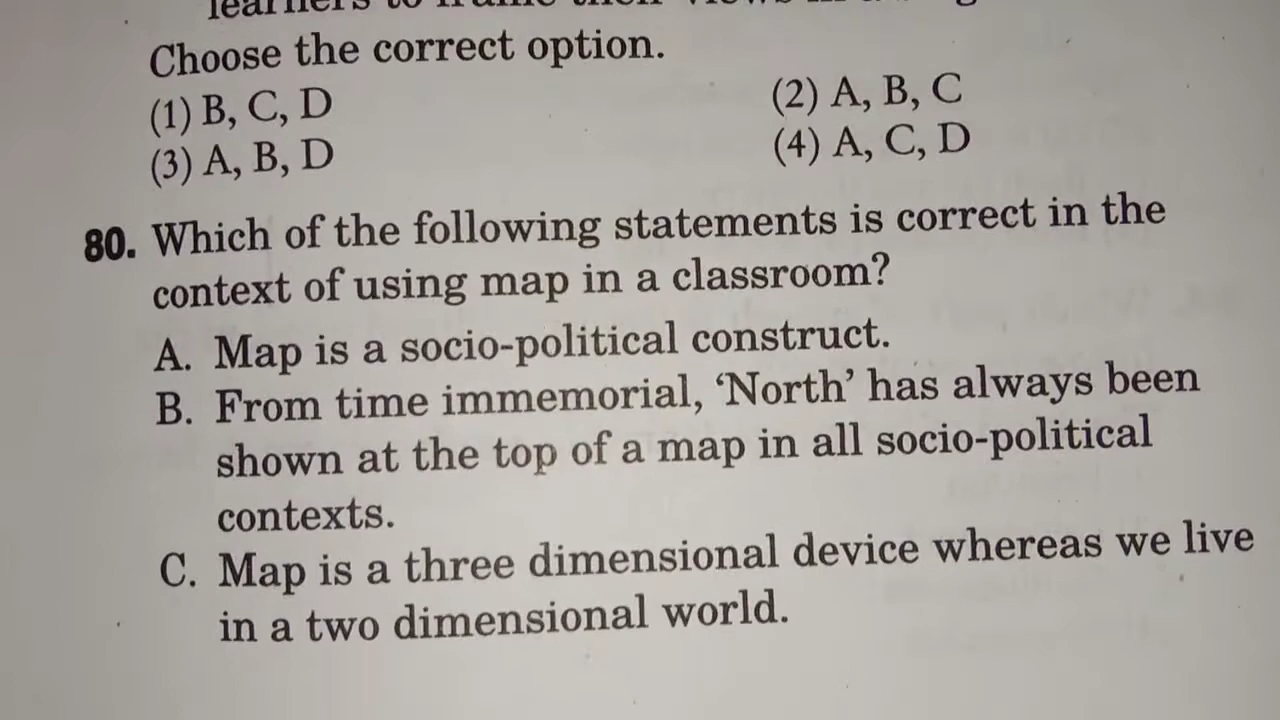 Choose the correct option.
(1) B, C, D (2) A, B, C
(3) A, B, D (4) A, C, D
80. Which of the following statements is correct in the
context of using map in a classroom?
A. Map is a socio-political construct.
B. From time immemorial, ‘North’ has always been
shown at the top of a map in all socio-political
contexts.
C. Map is a three dimensional device whereas we live
in a two dimensional world.